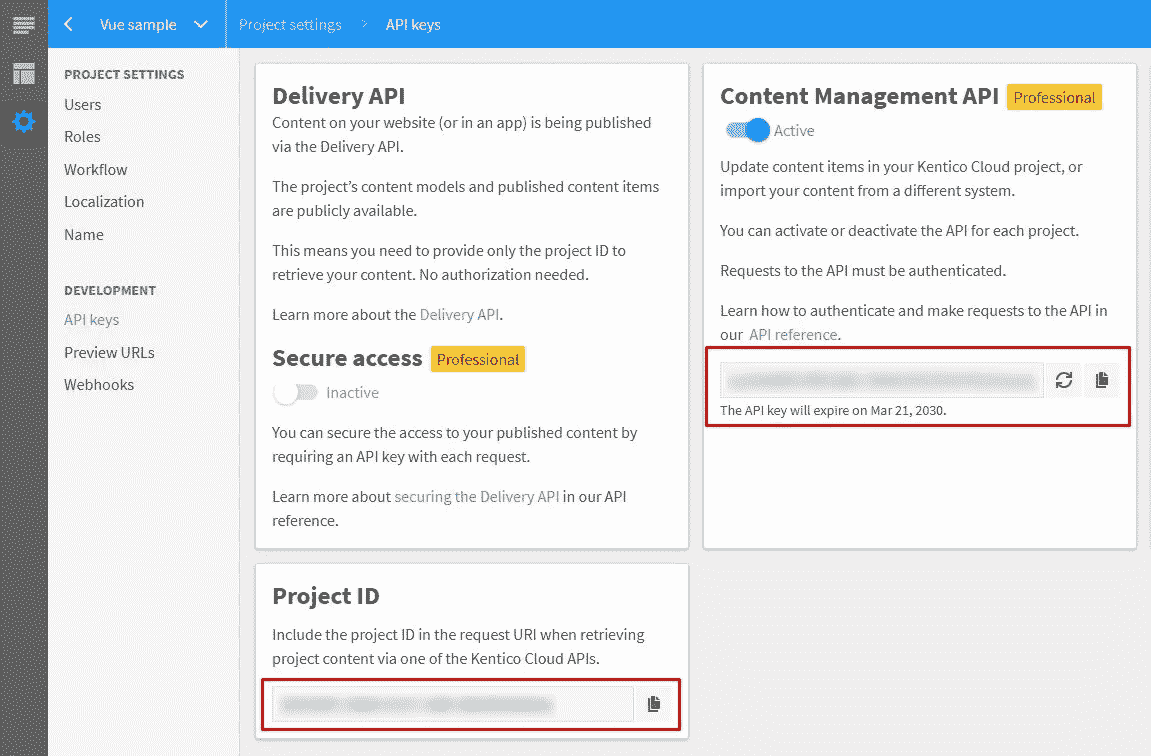 Vue sample
Project settings
API keys
PROJECT SETTINGS
Users
Roles
Workflow
Localization
Name
DEVELOPMENT
API keys
Preview URLs
Webhooks
Delivery API
Content on your website (or in an app) is being published
via the Delivery API.
The project's content models and published content items
are publicly available.
This means you need to provide only the project ID to
retrieve your content. No authorization needed.
Learn more about the Delivery API.
Secure access Professional
Inactive
You can secure the access to your published content by
requiring an API key with each request.
Learn more about securing the Delivery API in our API
reference.
Content Management API Professional
Active
Update content items in your Kentico Cloud project, or
import your content from a different system.
You can activate or deactivate the API for each project.
Requests to the API must be authenticated.
Learn how to authenticate and make requests to the API in
our API reference.
The API key will expire on Mar 21, 2030.
Project ID
Include the project ID in the request URI when retrieving
project content via one of the Kentico Cloud APIs.